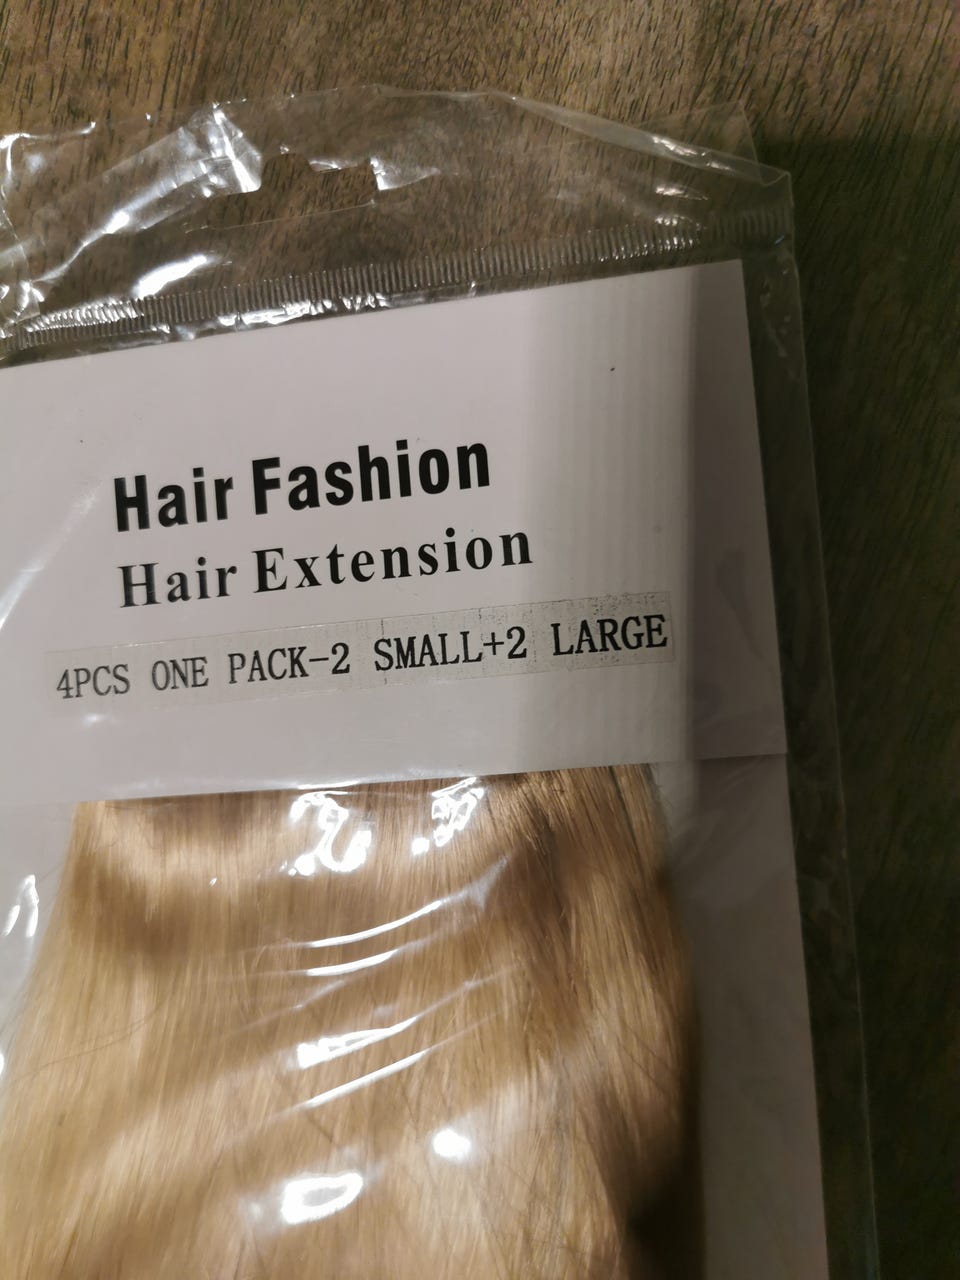 Hair Fashion
Hair Extension
4PCS ONE PACK-2 SMALL+2 LARGE